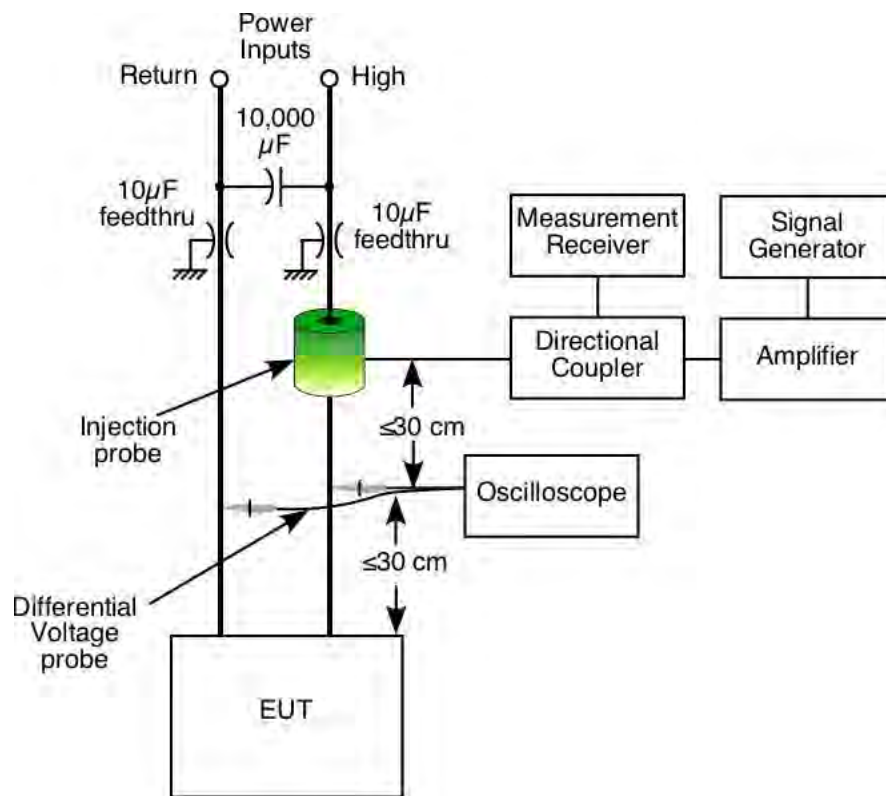 Power
Inputs
Return
High
10,000
µF
10µF
feedthru
10µF
feedthru
Measurement
Receiver
Signal
Generator
Directional
Coupler
Amplifier
Injection
probe
≤30 cm
Oscilloscope
≤30 cm
Differential
Voltage
probe
EUT